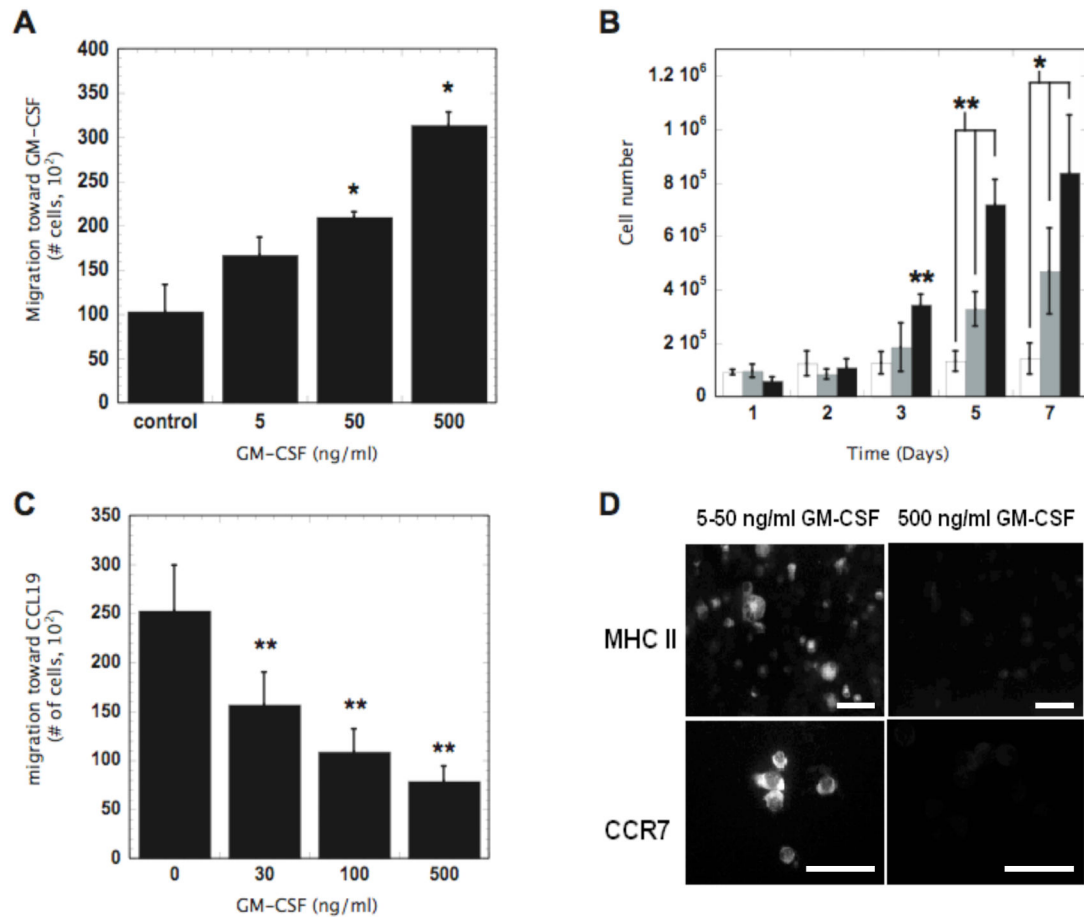 A
Migration toward GM-CSF
(# cells, 10²)
400
350
300
250
200
150
100
50
0
*
*
control 5 50 500
GM-CSF (ng/ml)
B
Cell number
1.2 10⁶
1 10⁶
8 10⁵
6 10⁵
4 10⁵
2 10⁵
0
**
**
*
1 2 3 5 7
Time (Days)
C
migration toward CCL19
(# of cells, 10²)
350
300
250
200
150
100
50
0
**
**
**
0 30 100 500
GM-CSF (ng/ml)
D
5-50 ng/ml GM-CSF 500 ng/ml GM-CSF
MHC II
CCR7